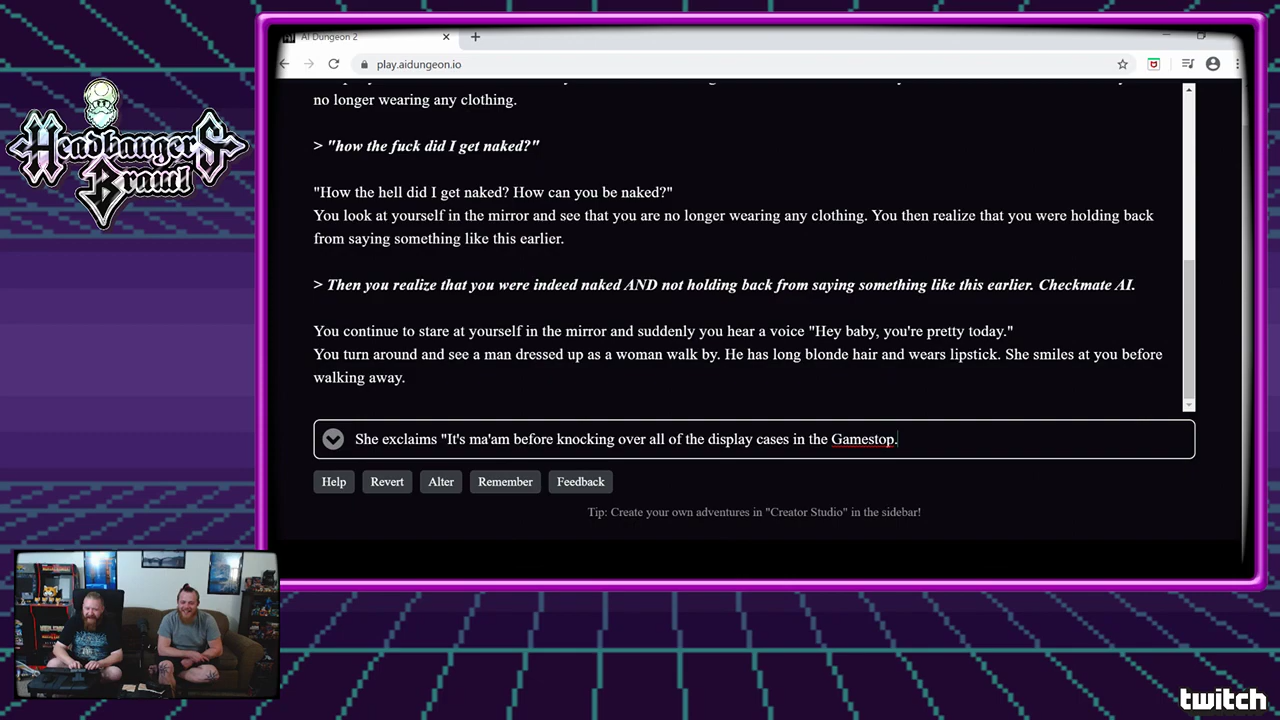 AI Dungeon 2
play.aidungeon.io
no longer wearing any clothing.
> "how the fuck did I get naked?"
"How the hell did I get naked? How can you be naked?"
You look at yourself in the mirror and see that you are no longer wearing any clothing. You then realize that you were holding back
from saying something like this earlier.
> Then you realize that you were indeed naked AND not holding back from saying something like this earlier. Checkmate AI.
You continue to stare at yourself in the mirror and suddenly you hear a voice "Hey baby, you're pretty today."
You turn around and see a man dressed up as a woman walk by. He has long blonde hair and wears lipstick. She smiles at you before
walking away.
She exclaims "It's ma'am before knocking over all of the display cases in the Gamestop.
Help Revert Alter Remember Feedback
Tip: Create your own adventures in "Creator Studio" in the sidebar!
HeadbangerS
Brawl
twitch